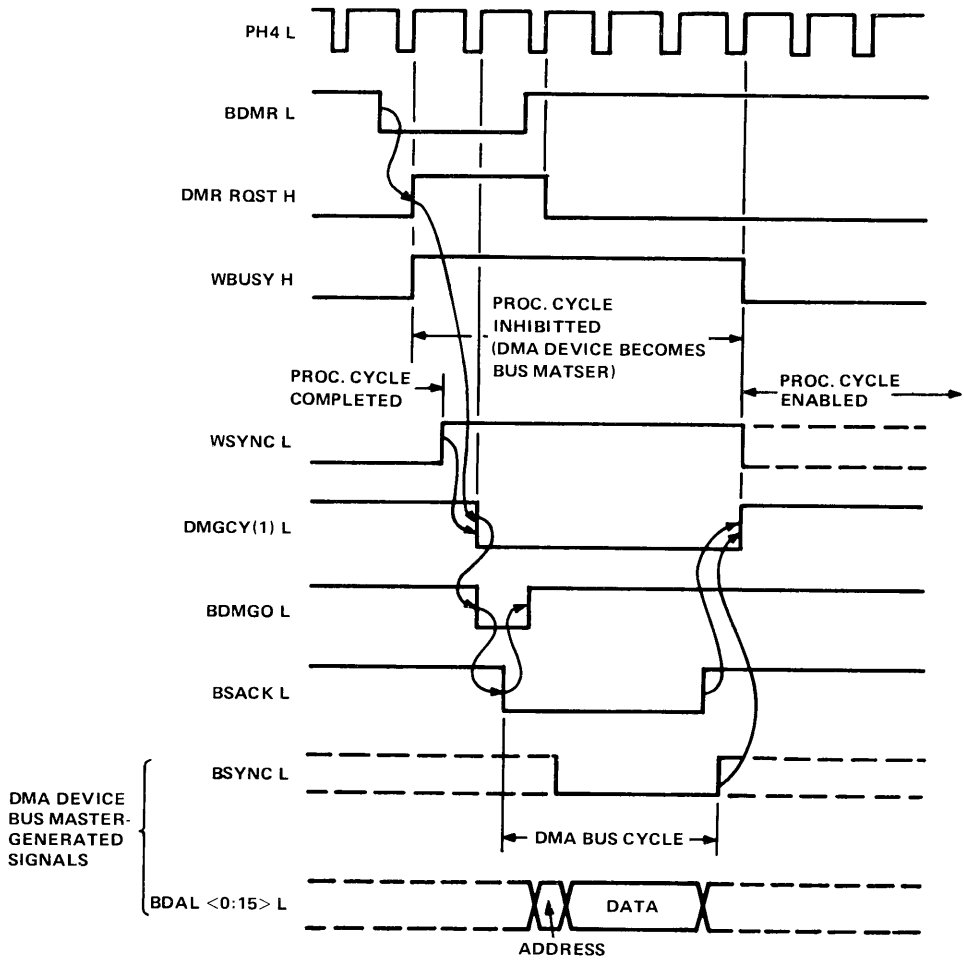 PH4 L
BDMR L
DMR RQST H
WBUSY H
PROC. CYCLE
INHIBITTED
(DMA DEVICE BECOMES
BUS MATSER)
PROC. CYCLE
COMPLETED
PROC. CYCLE
ENABLED
WSYNC L
DMGCY(1) L
BDMGO L
BSACK L
BSYNC L
DMA DEVICE
BUS MASTER-
GENERATED
SIGNALS
DMA BUS CYCLE
BDAL <0:15> L
DATA
ADDRESS